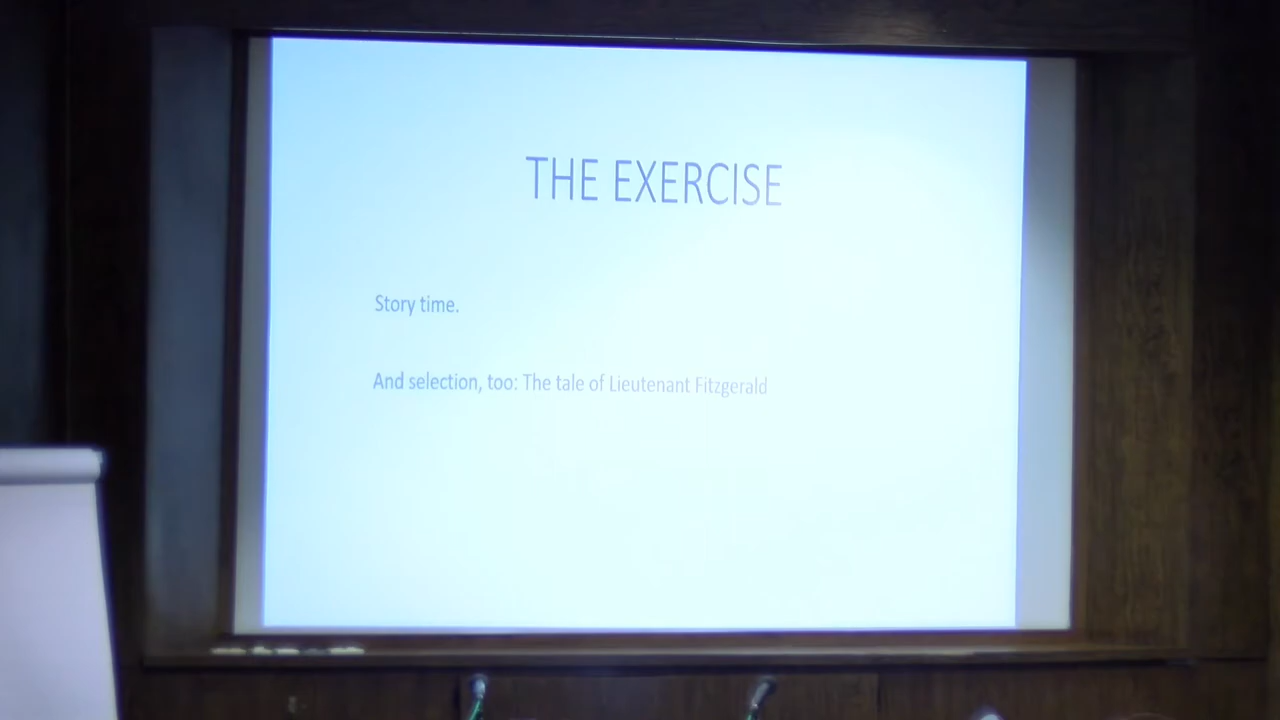 THE EXERCISE
Story time.
And selection, too: The tale of Lieutenant Fitzgerald